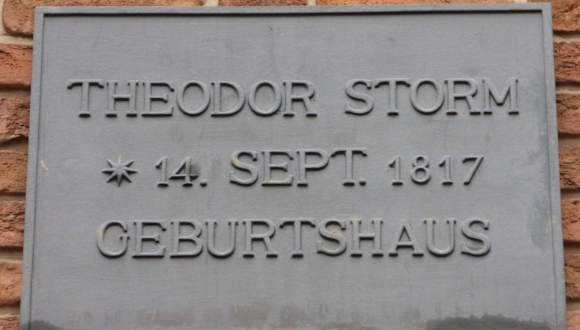 THEODOR STORM
* 14. SEPT. 1817
GEBURTSHAUS